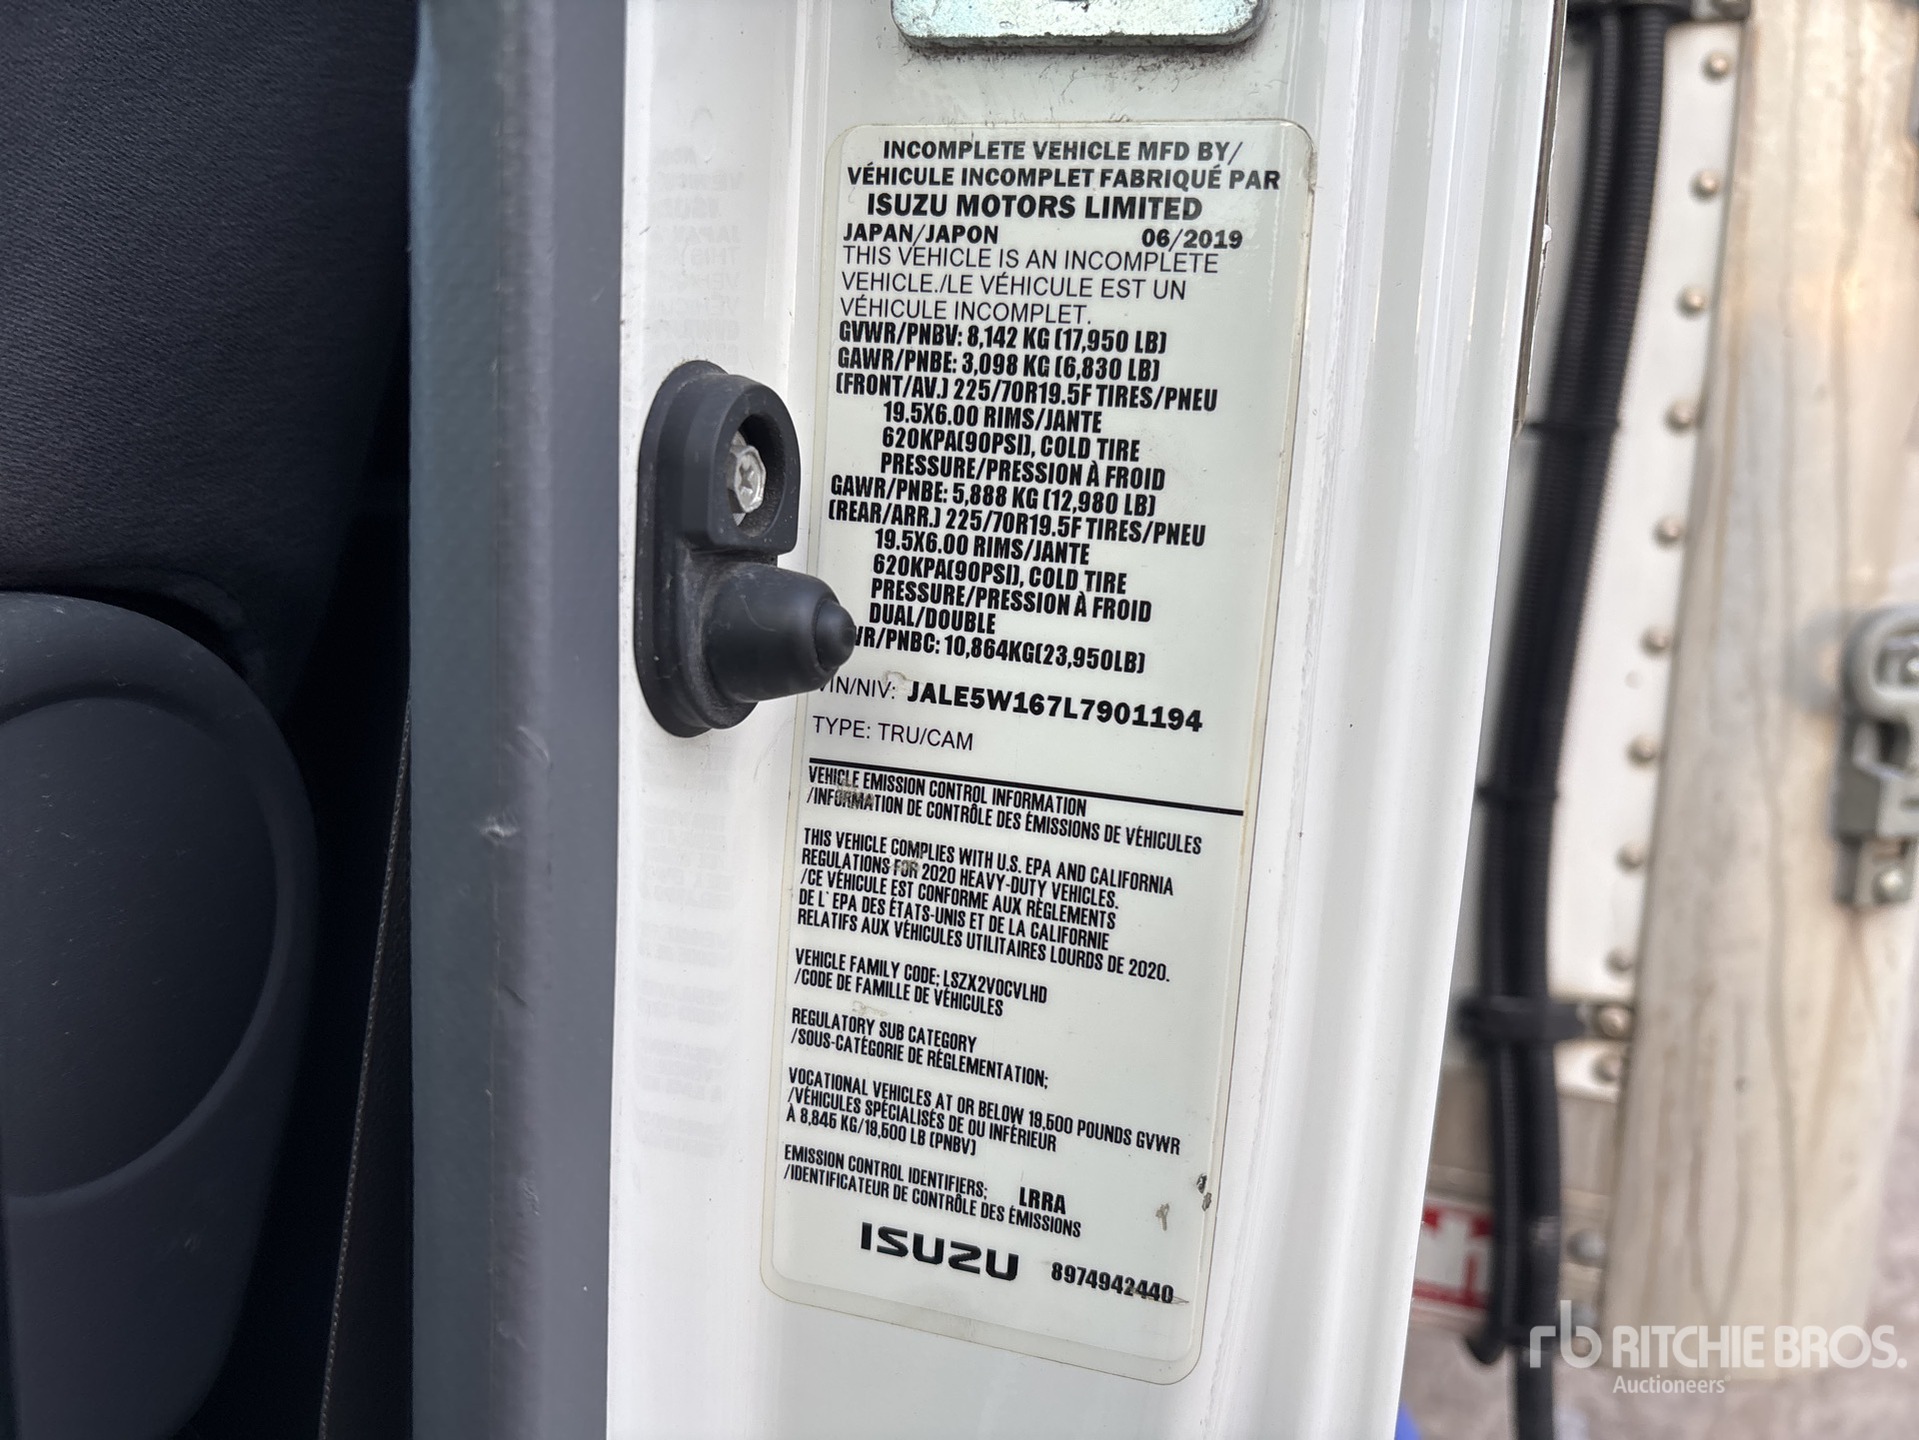 INCOMPLETE VEHICLE MFD BY/
VÉHICULE INCOMPLET FABRIQUÉ PAR
ISUZU MOTORS LIMITED
JAPAN/JAPON 06/2019
THIS VEHICLE IS AN INCOMPLETE
VEHICLE./LE VÉHICULE EST UN
VÉHICULE INCOMPLET.
GVWR/PNBV: 8,142 KG (17,950 LB)
GAWR/PNBE: 3,098 KG (6,830 LB)
(FRONT/AV.) 225/70R19.5F TIRES/PNEU
19.5X6.00 RIMS/JANTE
620KPA(90PSI), COLD TIRE
PRESSURE/PRESSION À FROID
GAWR/PNBE: 5,888 KG (12,980 LB)
(REAR/ARR.) 225/70R19.5F TIRES/PNEU
19.5X6.00 RIMS/JANTE
620KPA(90PSI), COLD TIRE
PRESSURE/PRESSION À FROID
DUAL/DOUBLE
WR/PNBC: 10,864KG(23,950LB)
VIN/NIV: JALE5W167L7901194
TYPE: TRU/CAM
VEHICLE EMISSION CONTROL INFORMATION
/INFORMATION DE CONTRÔLE DES ÉMISSIONS DE VÉHICULES
THIS VEHICLE COMPLIES WITH U.S. EPA AND CALIFORNIA
REGULATIONS FOR 2020 HEAVY-DUTY VEHICLES.
/CE VÉHICULE EST CONFORME AUX RÈGLEMENTS
DE L'EPA DES ÉTATS-UNIS ET DE LA CALIFORNIE
RELATIFS AUX VÉHICULES UTILITAIRES LOURDS DE 2020.
VEHICLE FAMILY CODE; LSZX2VOCVLHD
/CODE DE FAMILLE DE VÉHICULES
REGULATORY SUB CATEGORY
/SOUS-CATÉGORIE DE RÉGLEMENTATION;
VOCATIONAL VEHICLES AT OR BELOW 19,500 POUNDS GVWR
/VÉHICULES SPÉCIALISÉS DE OU INFÉRIEUR
À 8,845 KG/19,500 LB (PNBV)
EMISSION CONTROL IDENTIFIERS; LRRA
/IDENTIFICATEUR DE CONTRÔLE DES ÉMISSIONS
ISUZU 8974942440
rb RITCHIE BROS.
Auctioneers